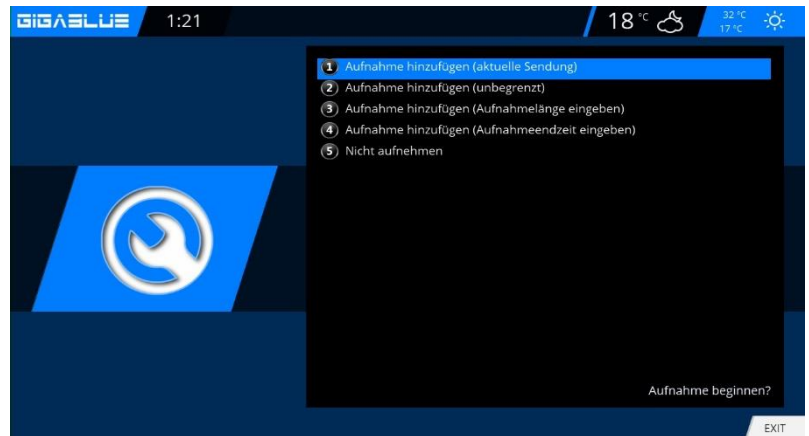 GIGABLUE 1:21 18 °C 32 °C
17 °C
1 Aufnahme hinzufügen (aktuelle Sendung)
2 Aufnahme hinzufügen (unbegrenzt)
3 Aufnahme hinzufügen (Aufnahmelänge eingeben)
4 Aufnahme hinzufügen (Aufnahmeendzeit eingeben)
5 Nicht aufnehmen
Aufnahme beginnen?
EXIT